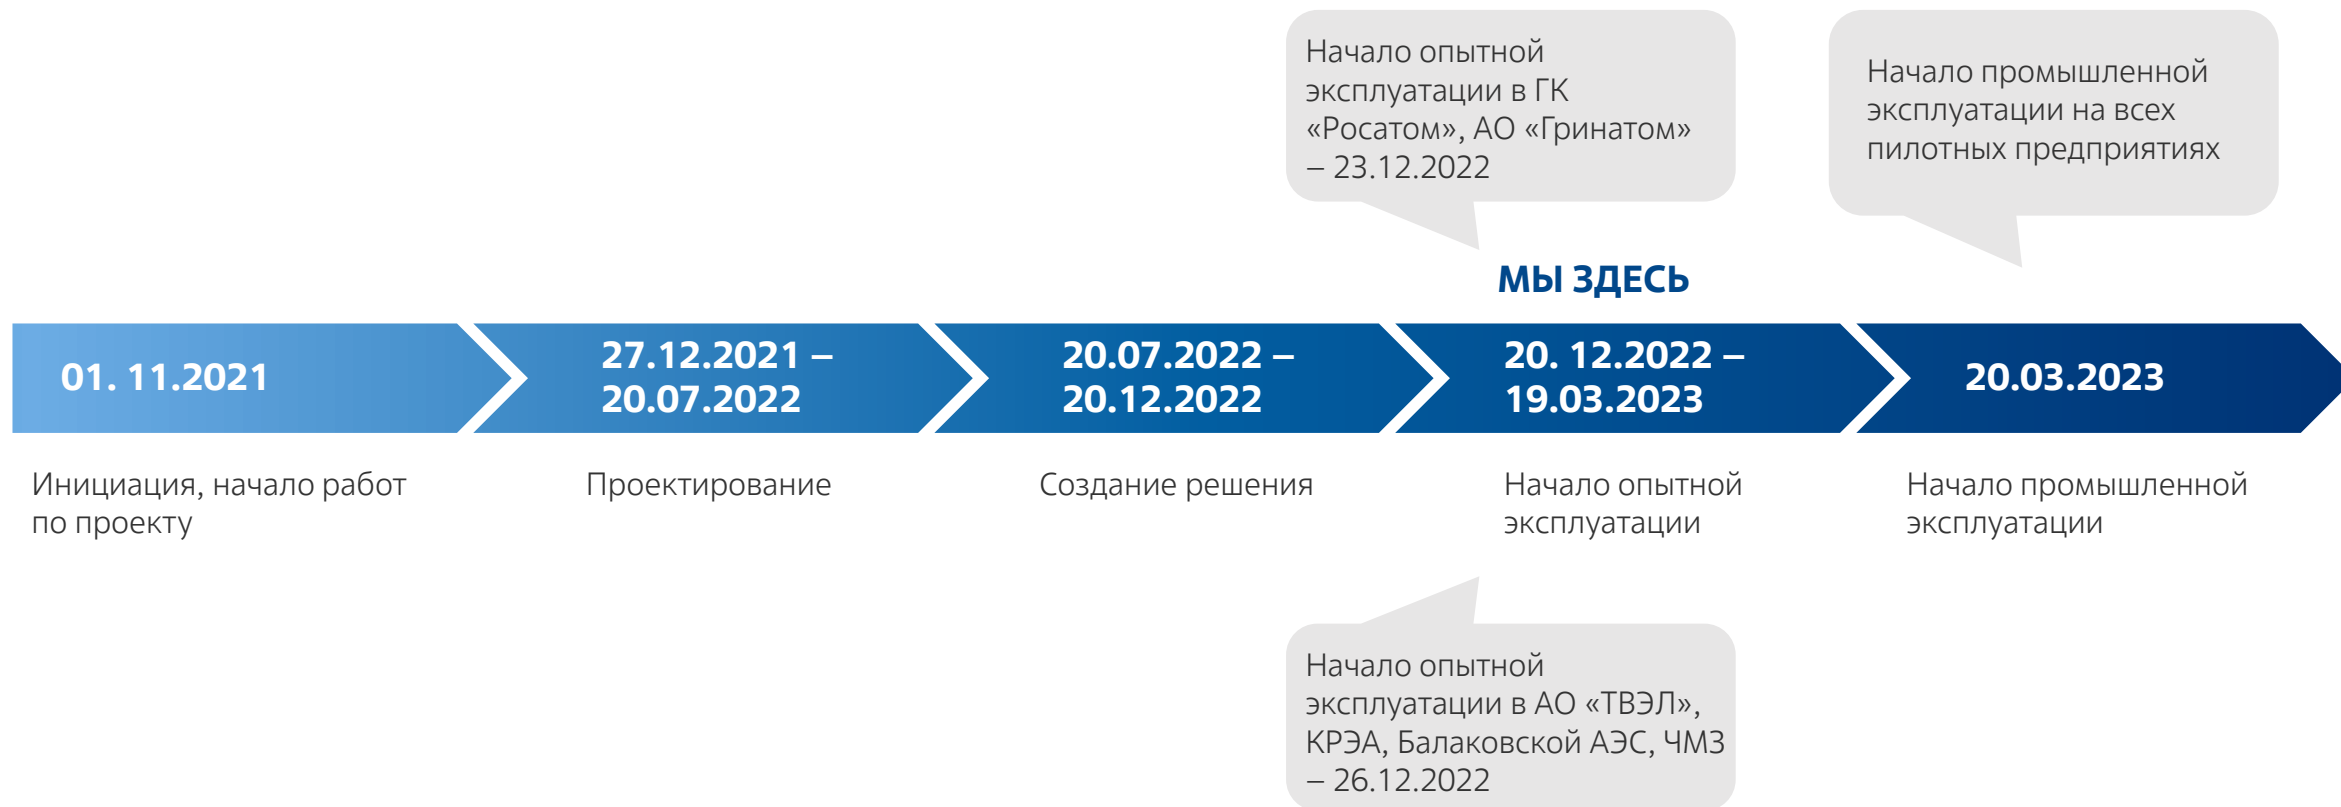 Начало опытной
эксплуатации в ГК
«Росатом», АО «Гринатом»
– 23.12.2022
Начало промышленной
эксплуатации на всех
пилотных предприятиях
МЫ ЗДЕСЬ
01. 11.2021
27.12.2021 –
20.07.2022
20.07.2022 –
20.12.2022
20. 12.2022 –
19.03.2023
20.03.2023
Инициация, начало работ
по проекту
Проектирование
Создание решения
Начало опытной
эксплуатации
Начало промышленной
эксплуатации
Начало опытной
эксплуатации в АО «ТВЭЛ»,
КРЭА, Балаковской АЭС, ЧМЗ
– 26.12.2022